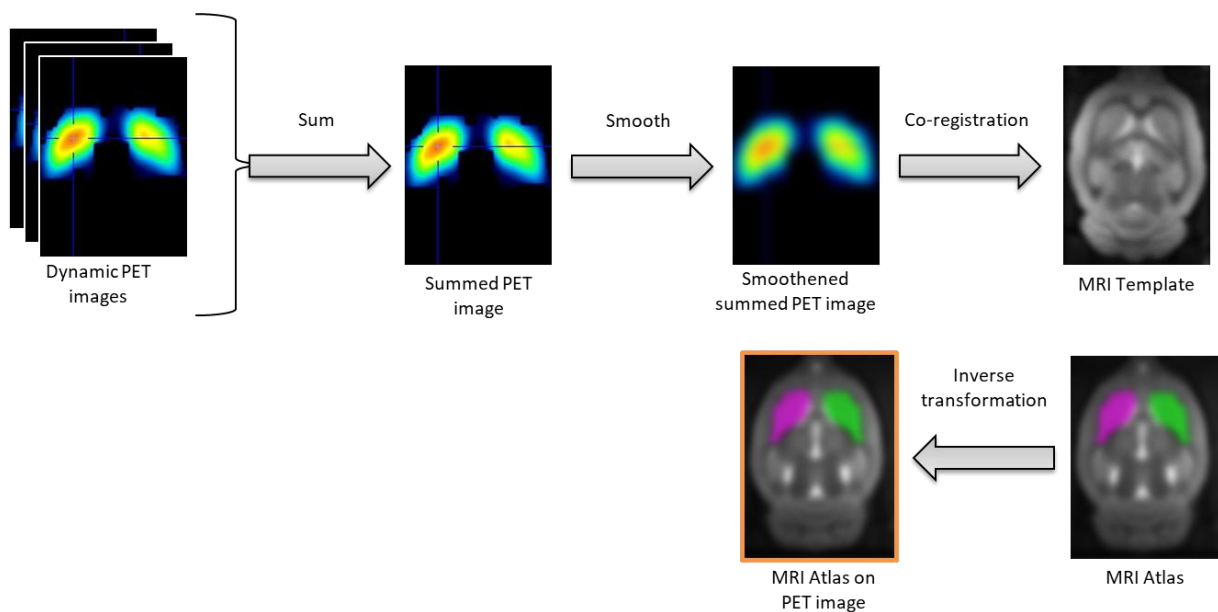 Sum
Smooth
Co-registration
Dynamic PET
images
Summed PET
image
Smoothened
summed PET image
MRI Template
Inverse
transformation
MRI Atlas on
PET image
MRI Atlas